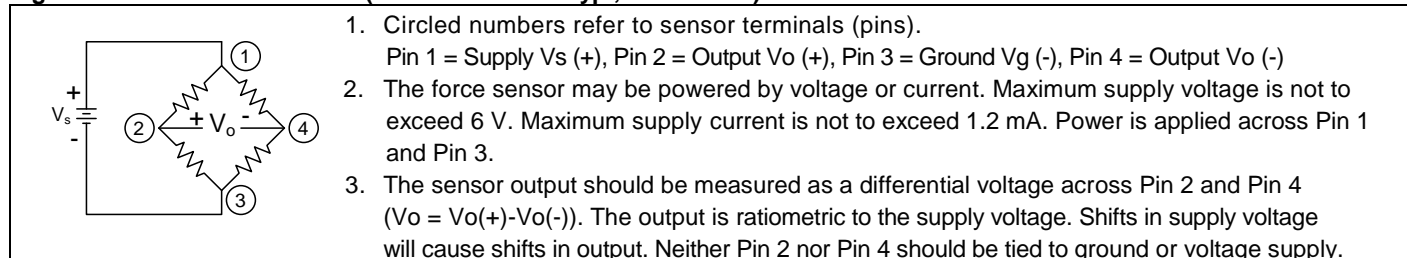 1. Circled numbers refer to sensor terminals (pins).
Pin 1 = Supply Vs (+), Pin 2 = Output Vo (+), Pin 3 = Ground Vg (-), Pin 4 = Output Vo (-)
2. The force sensor may be powered by voltage or current. Maximum supply voltage is not to
exceed 6 V. Maximum supply current is not to exceed 1.2 mA. Power is applied across Pin 1
and Pin 3.
3. The sensor output should be measured as a differential voltage across Pin 2 and Pin 4
(Vo = Vo(+)-Vo(-)). The output is ratiometric to the supply voltage. Shifts in supply voltage
will cause shifts in output. Neither Pin 2 nor Pin 4 should be tied to ground or voltage supply.
1
+
Vs
-
2
+ Vo -
4
3